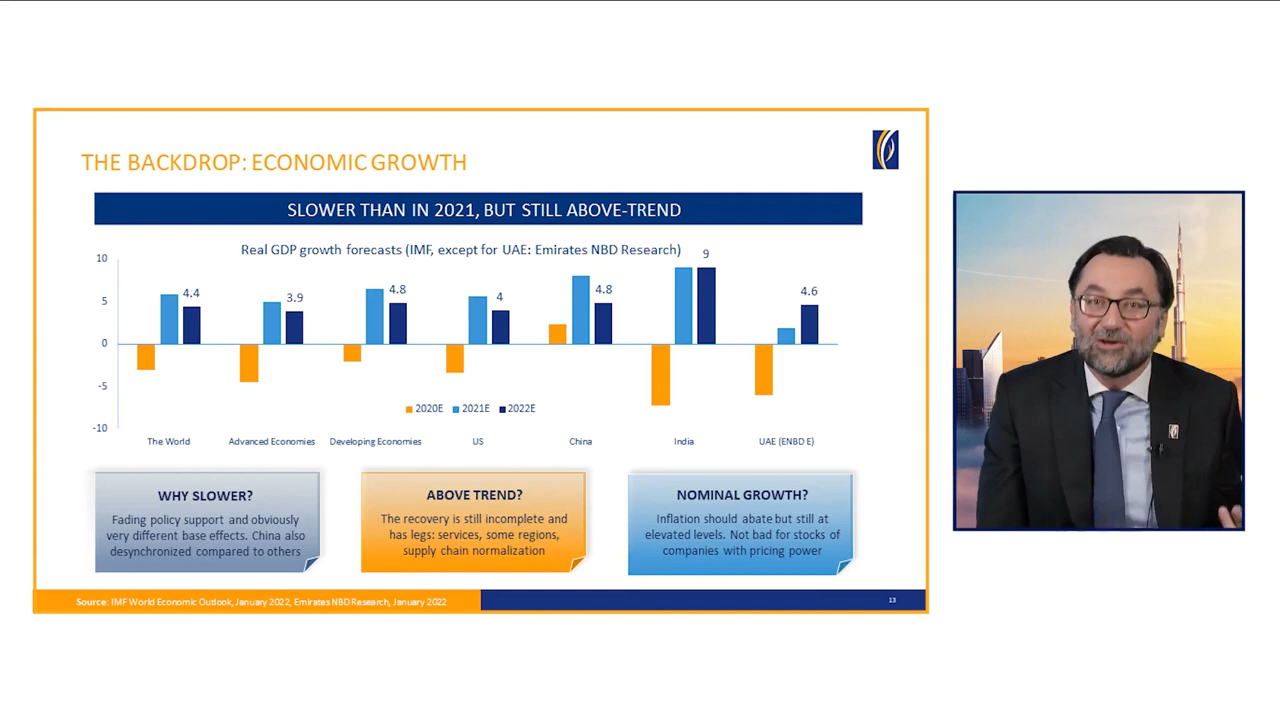 THE BACKDROP: ECONOMIC GROWTH
SLOWER THAN IN 2021, BUT STILL ABOVE-TREND
Real GDP growth forecasts (IMF, except for UAE: Emirates NBD Research)
10
5
0
-5
-10
4.4
3.9
4.8
4
4.8
9
4.6
2020E 2021E 2022E
The World Advanced Economies Developing Economies US China India UAE (ENBD E)
WHY SLOWER?
Fading policy support and obviously
very different base effects. China also
desynchronized compared to others
ABOVE TREND?
The recovery is still incomplete and
has legs: services, some regions,
supply chain normalization
NOMINAL GROWTH?
Inflation should abate but still at
elevated levels. Not bad for stocks of
companies with pricing power
Source: IMF World Economic Outlook, January 2022, Emirates NBD Research, January 2022
13